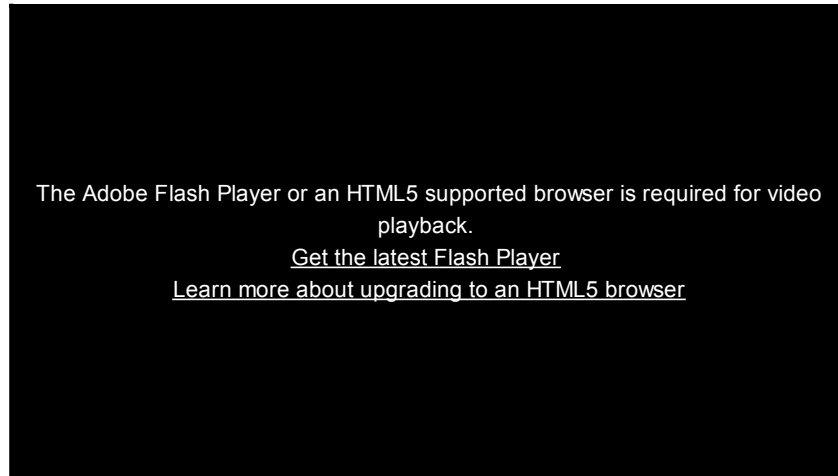 The Adobe Flash Player or an HTML5 supported browser is required for video
playback.
Get the latest Flash Player
Learn more about upgrading to an HTML5 browser